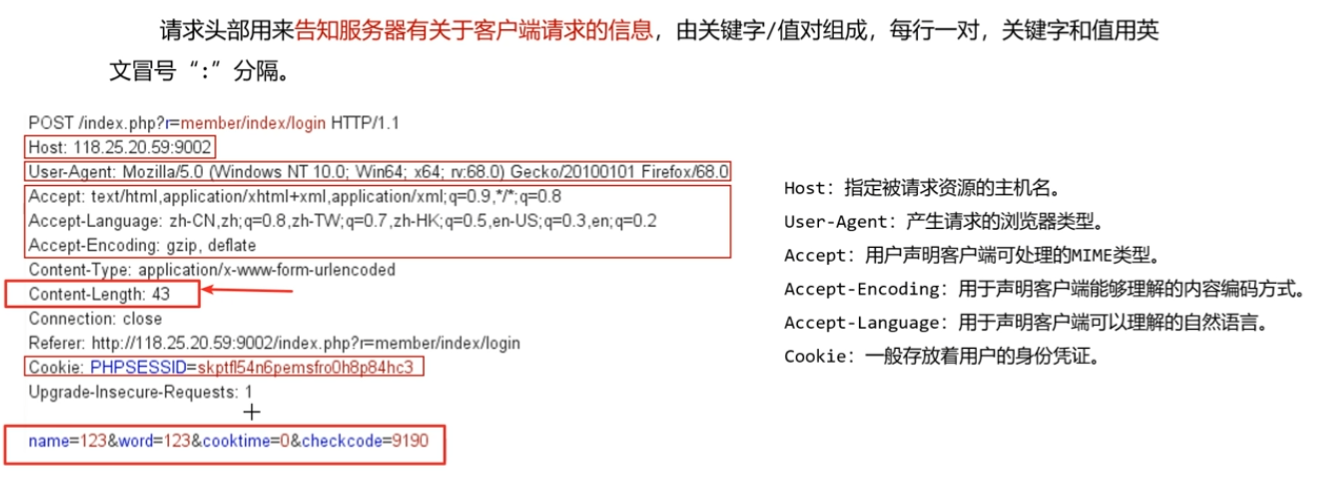 请求头部用来告知服务器有关于客户端请求的信息，由关键字/值对组成，每行一对，关键字和值用英
文冒号“:”分隔。
POST /index.php?r=member/index/login HTTP/1.1
Host: 118.25.20.59:9002
User-Agent: Mozilla/5.0 (Windows NT 10.0; Win64; x64; rv:68.0) Gecko/20100101 Firefox/68.0
Accept: text/html,application/xhtml+xml,application/xml;q=0.9,*/*;q=0.8
Accept-Language: zh-CN,zh;q=0.8,zh-TW;q=0.7,zh-HK;q=0.5,en-US;q=0.3,en;q=0.2
Accept-Encoding: gzip, deflate
Content-Type: application/x-www-form-urlencoded
Content-Length: 43
Connection: close
Referer: http://118.25.20.59:9002/index.php?r=member/index/login
Cookie: PHPSESSID=skptfl54n6pemsfro0h8p84hc3
Upgrade-Insecure-Requests: 1
name=123&word=123&cooktime=0&checkcode=9190
Host：指定被请求资源的主机名。
User-Agent：产生请求的浏览器类型。
Accept：用户声明客户端可处理的MIME类型。
Accept-Encoding：用于声明客户端能够理解的内容编码方式。
Accept-Language：用于声明客户端可以理解的自然语言。
Cookie：一般存放着用户的身份凭证。